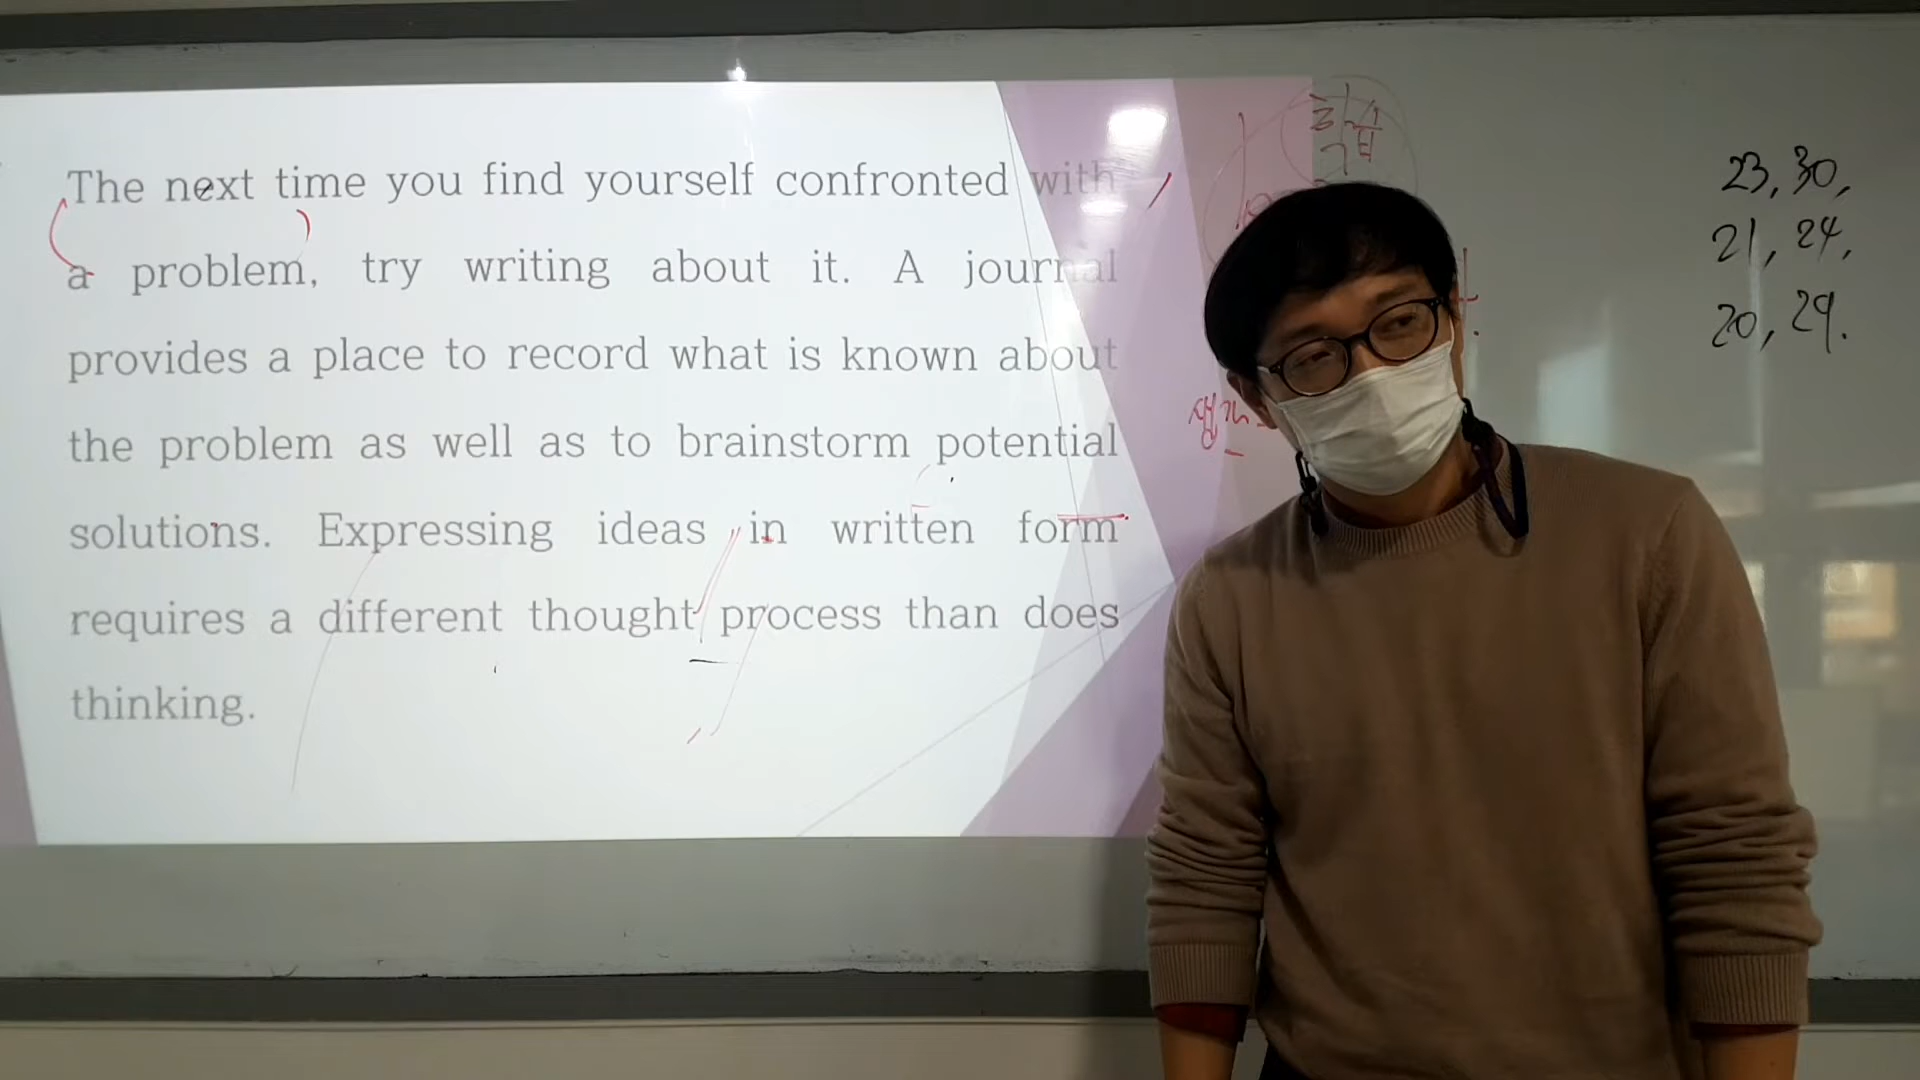 The next time you find yourself confronted with
a problem, try writing about it. A journal
provides a place to record what is known about
the problem as well as to brainstorm potential
solutions. Expressing ideas in written form
requires a different thought process than does
thinking.
23, 30,
21, 24,
20, 29.